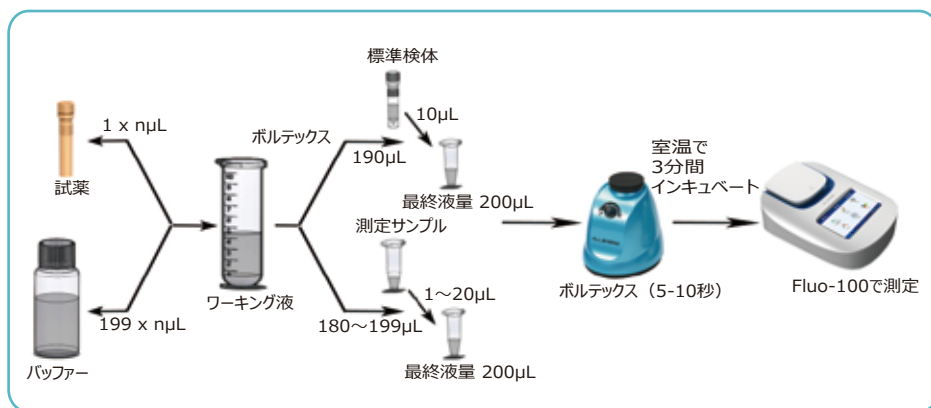 標準検体
1 x nµL
ボルテックス
10µL
190µL
試薬
最終液量 200µL
測定サンプル
室温で
3分間
インキュベート
ワーキング液
199 x nµL
1～20µL
180～199µL
バッファー
最終液量 200µL
ボルテックス（5-10秒）
Fluo-100で測定